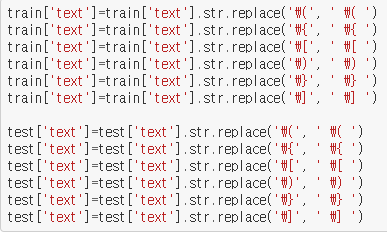 train['text']=train['text'].str.replace('₩(', ' ₩( ')
train['text']=train['text'].str.replace('₩{', ' ₩{ ')
train['text']=train['text'].str.replace('₩[', ' ₩[ ')
train['text']=train['text'].str.replace('₩)', ' ₩) ')
train['text']=train['text'].str.replace('₩}', ' ₩} ')
train['text']=train['text'].str.replace('₩]', ' ₩] ')
test['text']=test['text'].str.replace('₩(', ' ₩( ')
test['text']=test['text'].str.replace('₩{', ' ₩{ ')
test['text']=test['text'].str.replace('₩[', ' ₩[ ')
test['text']=test['text'].str.replace('₩)', ' ₩) ')
test['text']=test['text'].str.replace('₩}', ' ₩} ')
test['text']=test['text'].str.replace('₩]', ' ₩] ')